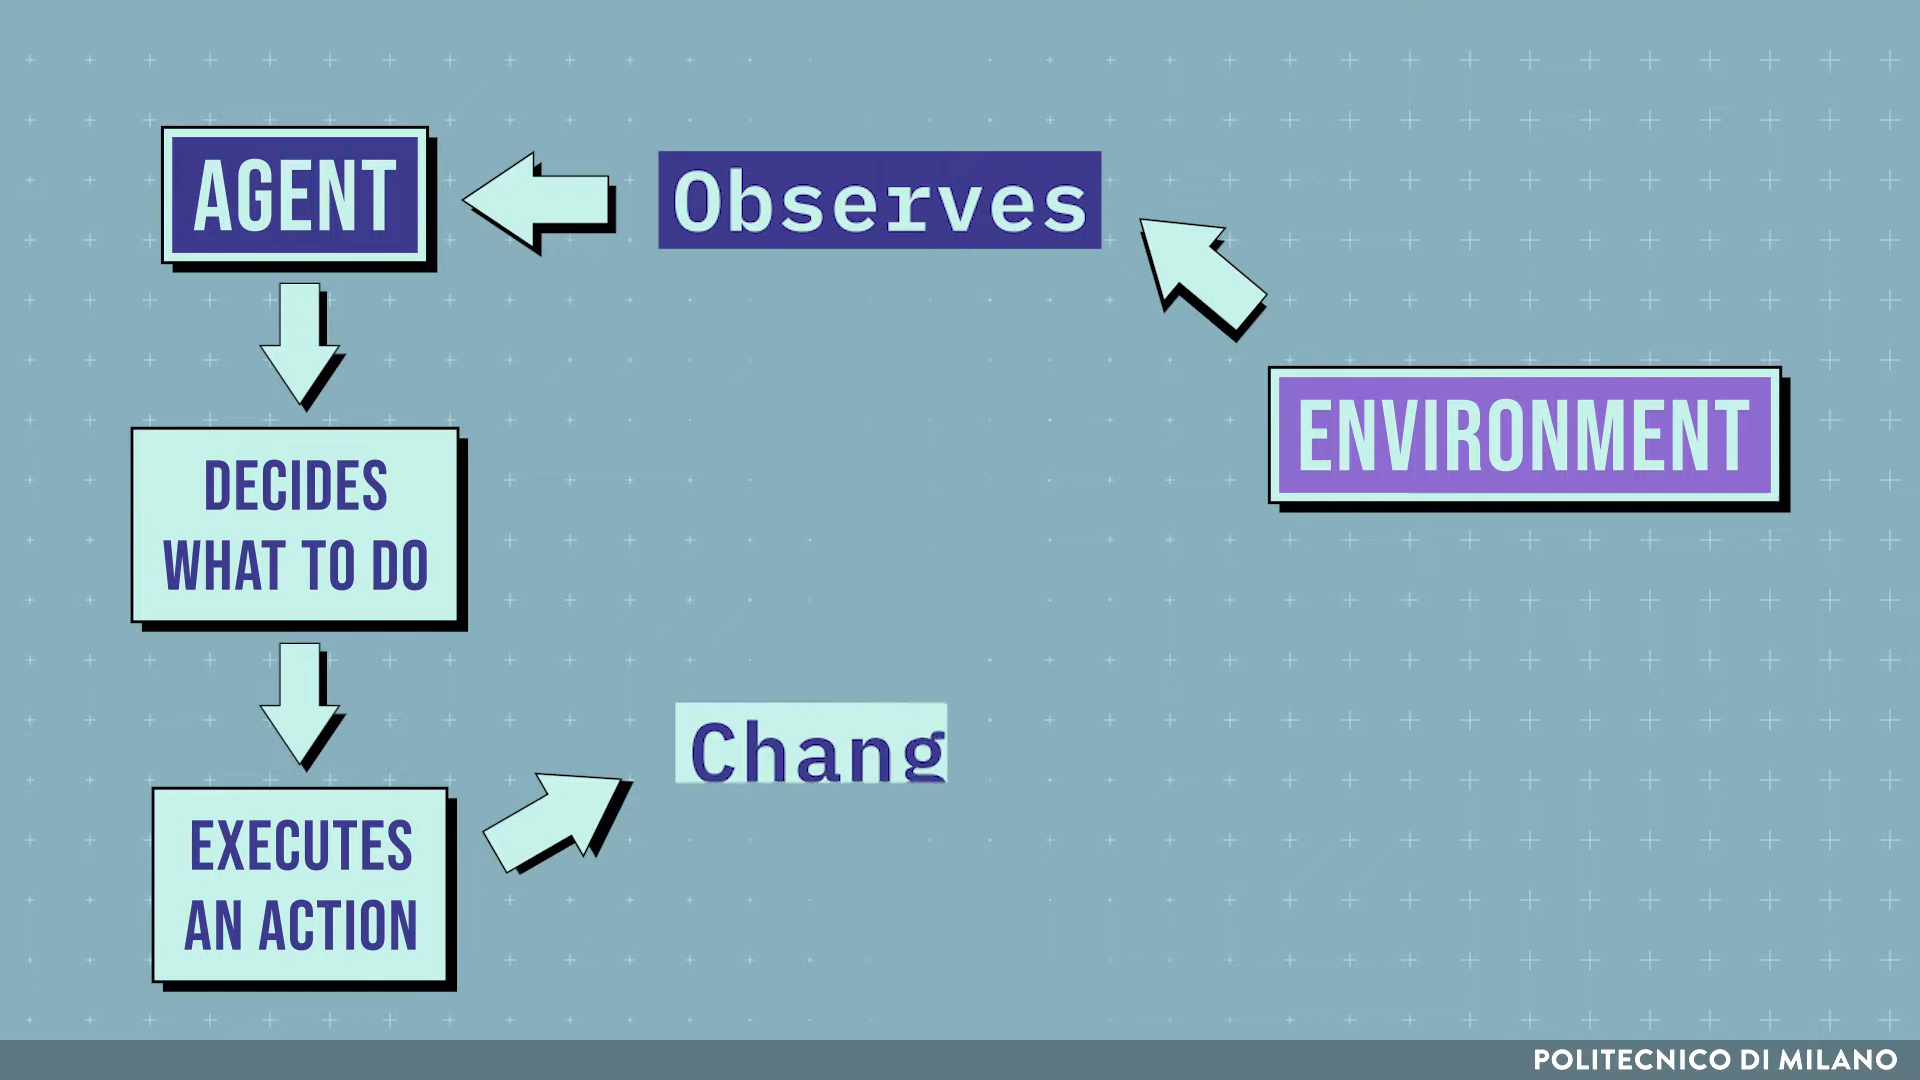 AGENT
Observes
ENVIRONMENT
DECIDES
WHAT TO DO
Chang
EXECUTES
AN ACTION
POLITECNICO DI MILANO